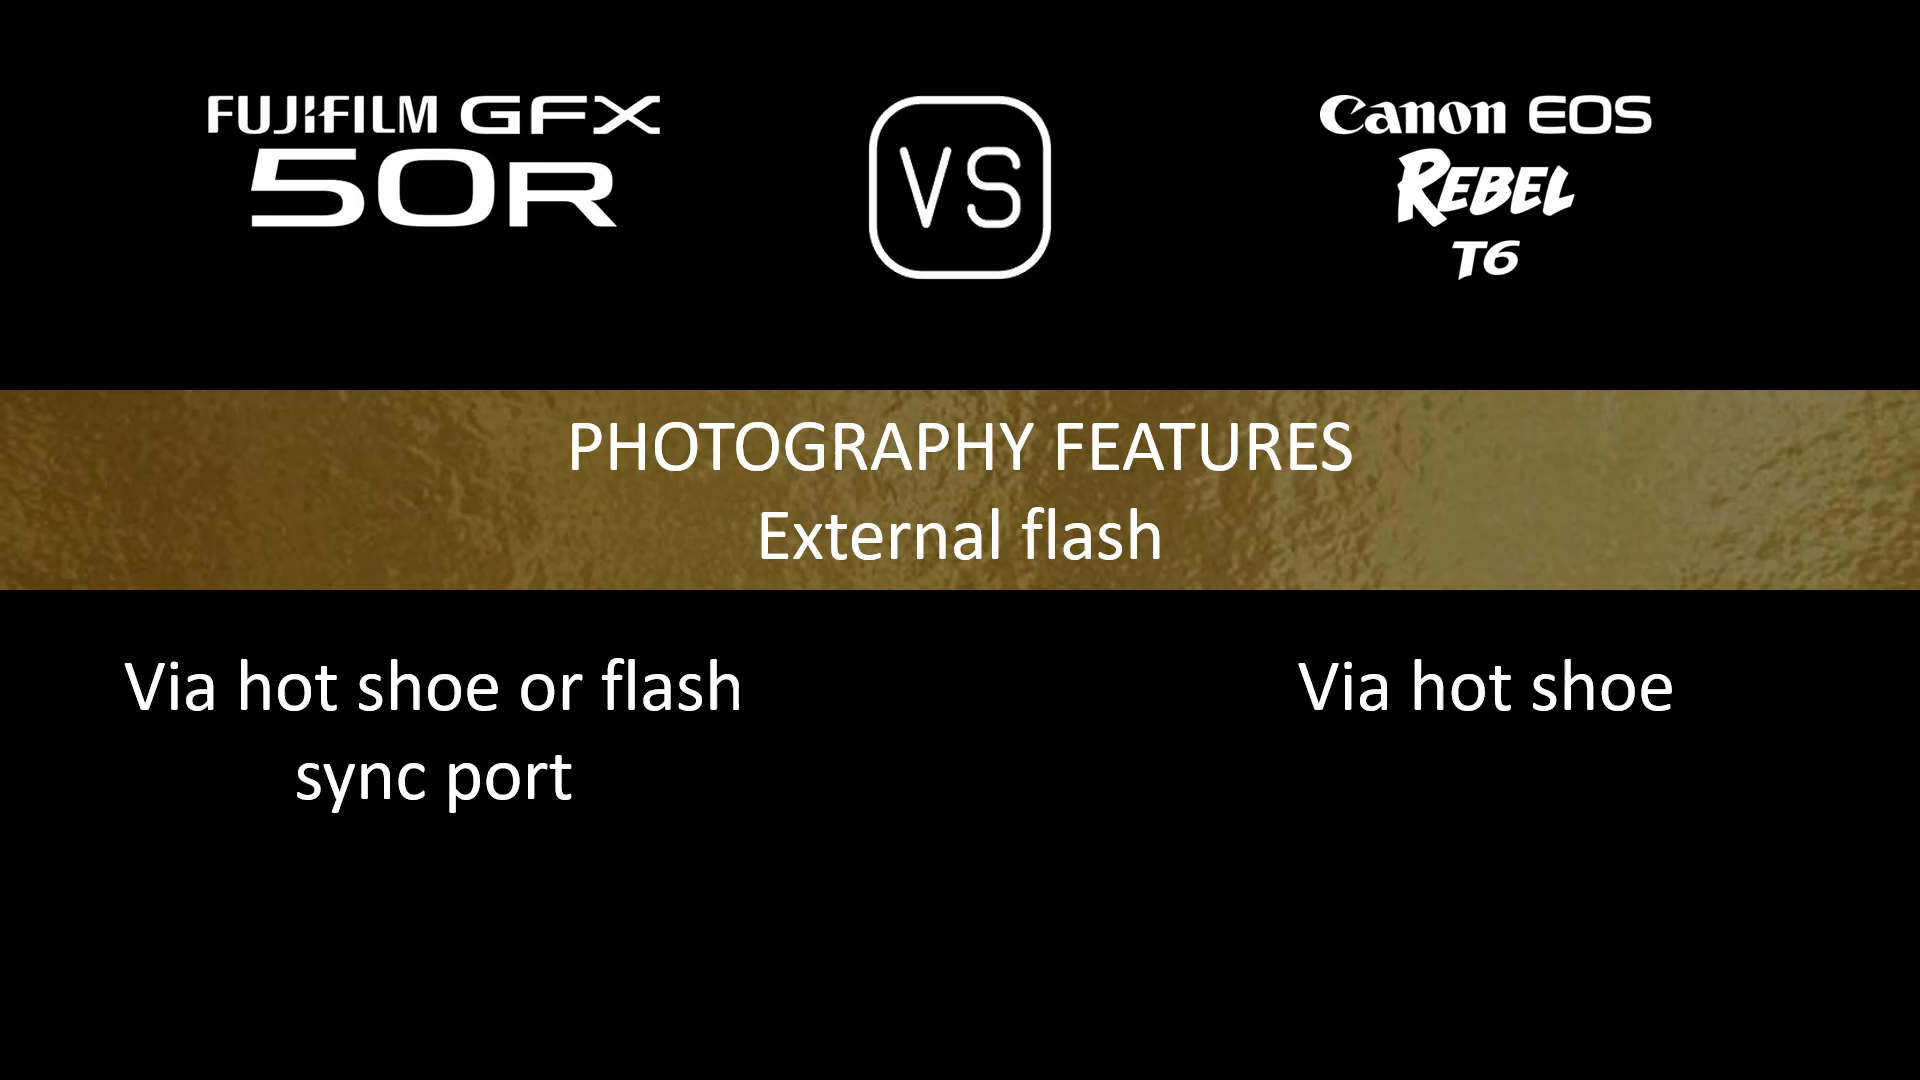 FUJIFILM GFX
50R
VS
Canon EOS
REBEL
T6
PHOTOGRAPHY FEATURES
External flash
Via hot shoe or flash
sync port
Via hot shoe